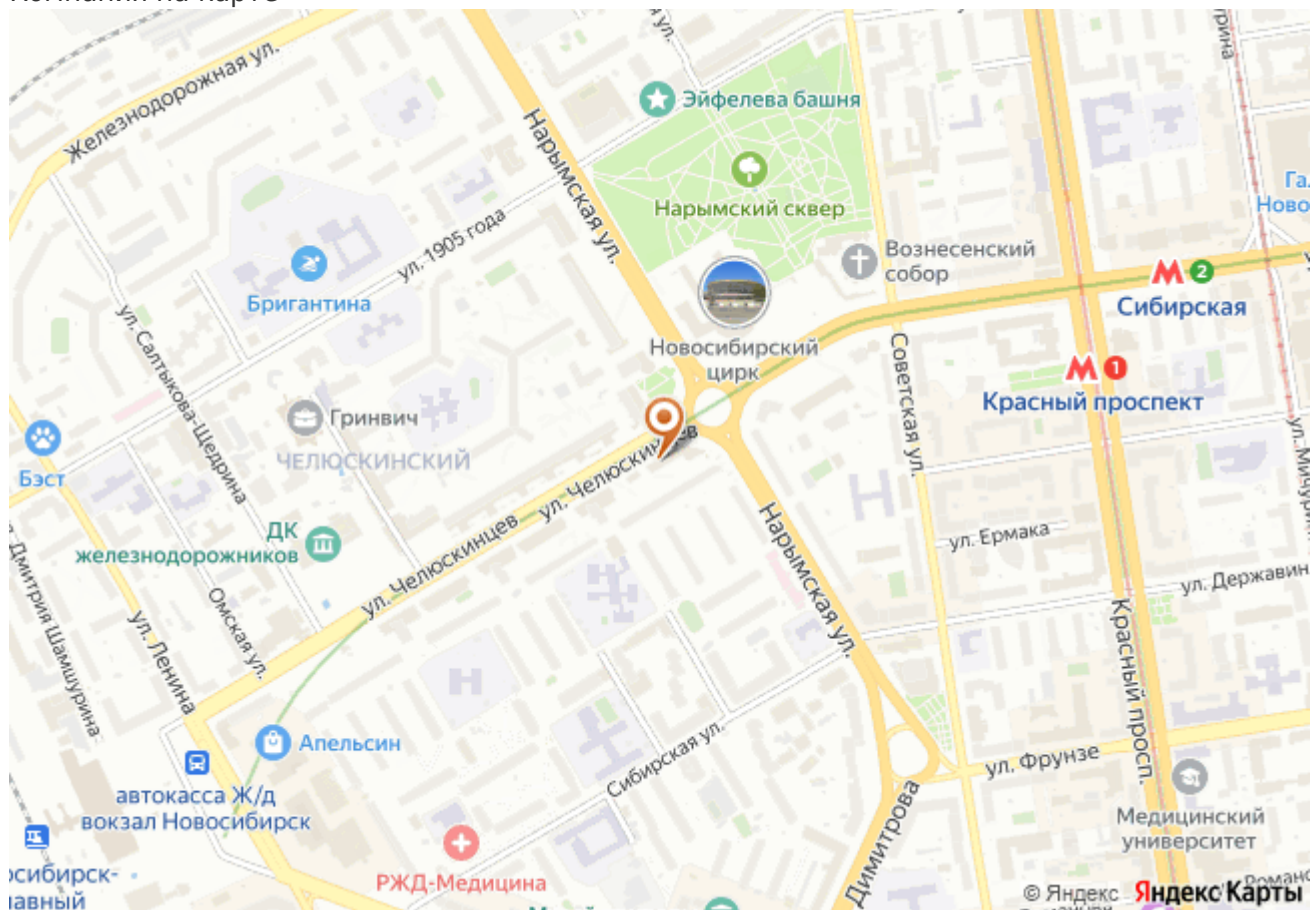 Железнодорожная ул.
Нарымская ул.
Эйфелева башня
Нарымский сквер
ул. 1905 года
Бригантина
Вознесенский
собор
М 2
Сибирская
Новосибирский
цирк
М 1
Красный проспект
ул. Салтыкова-Щедрина
Советская ул.
Гринвич
ЧЕЛЮСКИНСКИЙ
Бэст
ул. Челюскинцев
ДК
железнодорожников
ул. Челюскинцев
ул. Ермака
Нарымская ул.
Омская ул.
ул. Ленина
Дмитрия Шамшурина
Красный просп.
Апельсин
Сибирская ул.
ул. Фрунзе
автокасса Ж/д
вокзал Новосибирск
Медицинский
университет
Димитрова
РЖД-Медицина
© Яндекс Яндекс Карты